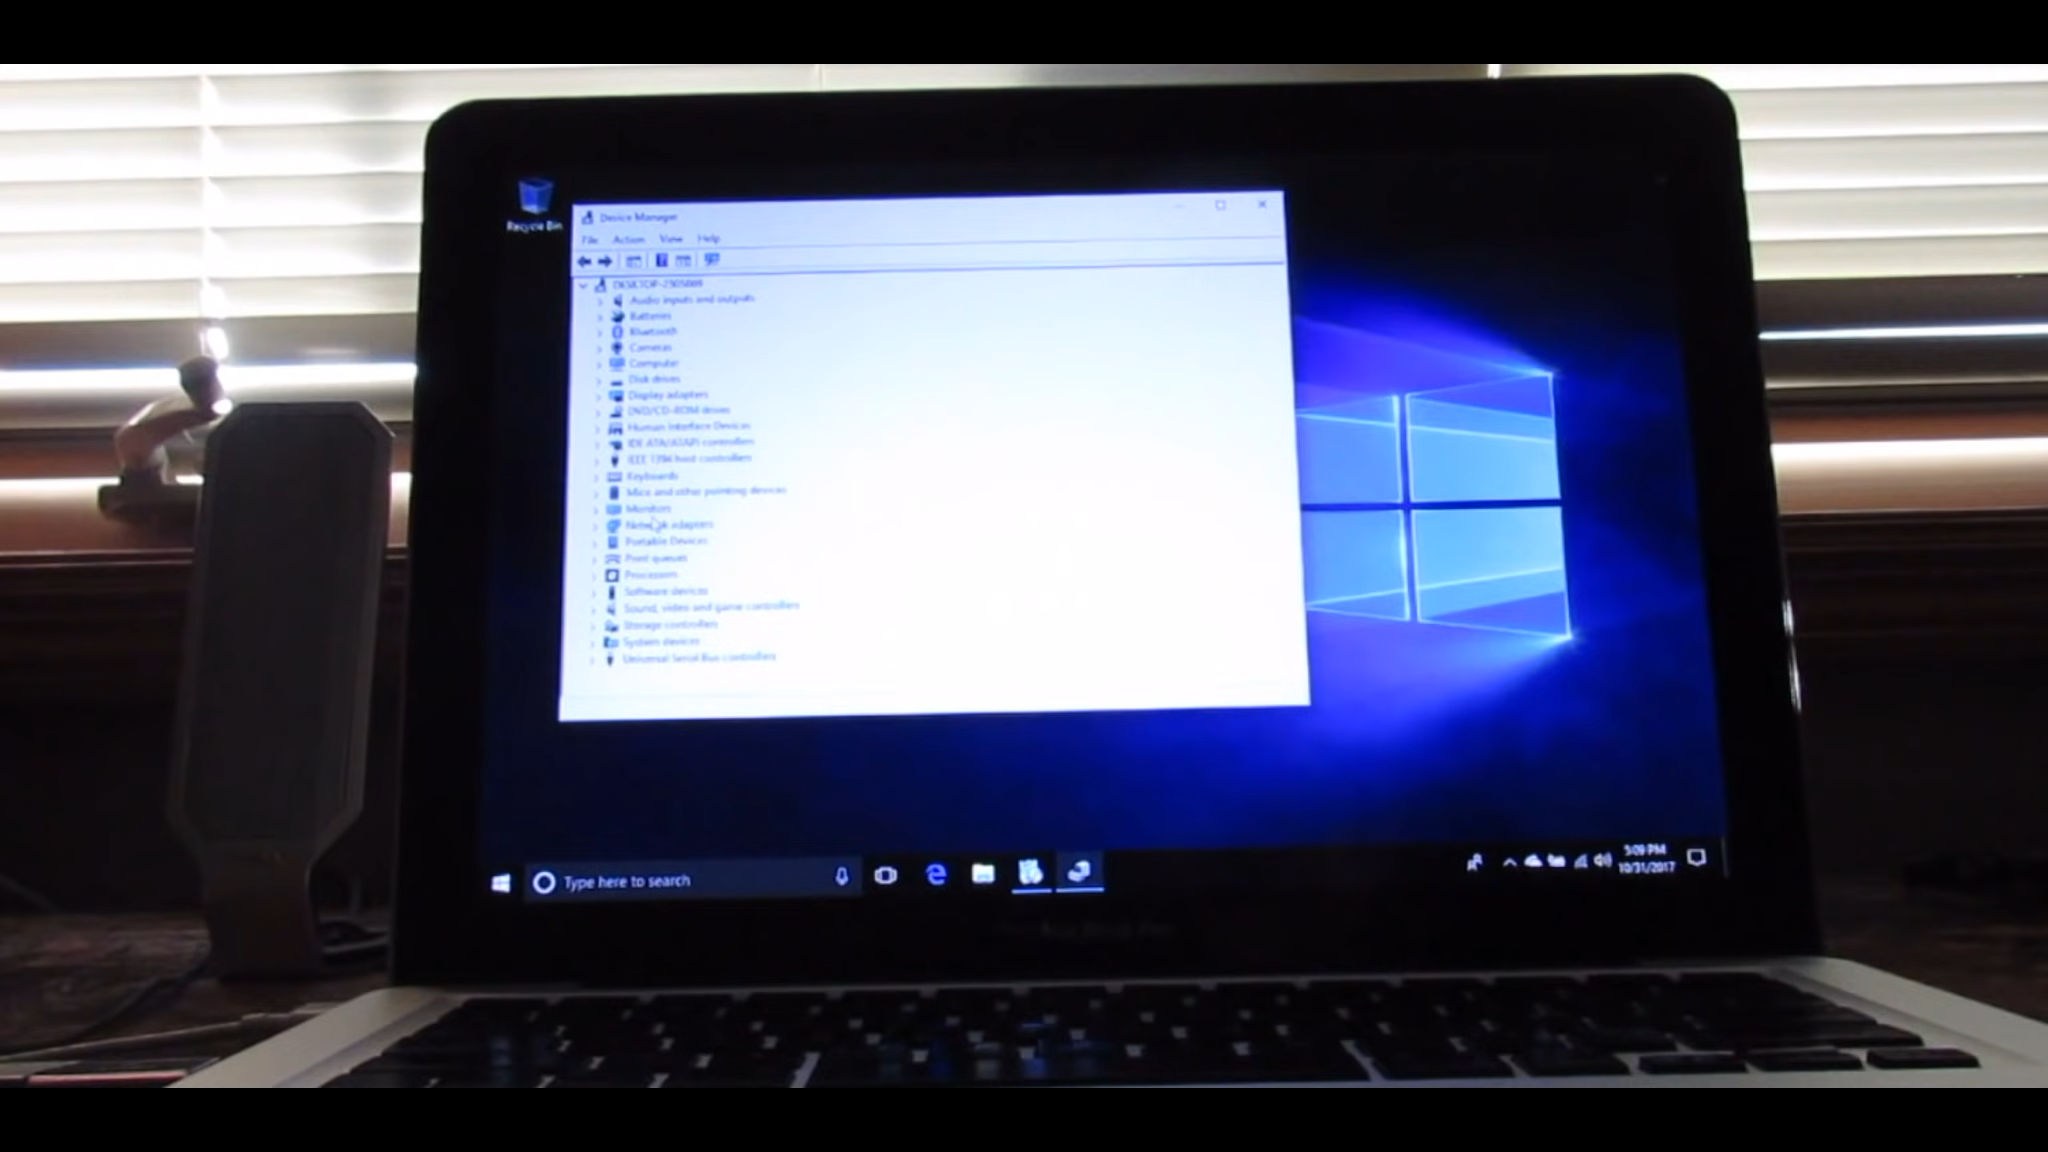 Recycle Bin
Device Manager
File Action View Help
Audio inputs and outputs
Batteries
Bluetooth
Cameras
Computer
Disk drives
Display adapters
DVD/CD-ROM drives
Human Interface Devices
IDE ATA/ATAPI controllers
IEEE 1394 host controllers
Keyboards
Mice and other pointing devices
Monitors
Network adapters
Portable Devices
Print queues
Processors
Software devices
Sound, video and game controllers
Storage controllers
System devices
Universal Serial Bus controllers
Type here to search
5:09 PM
10/31/2017